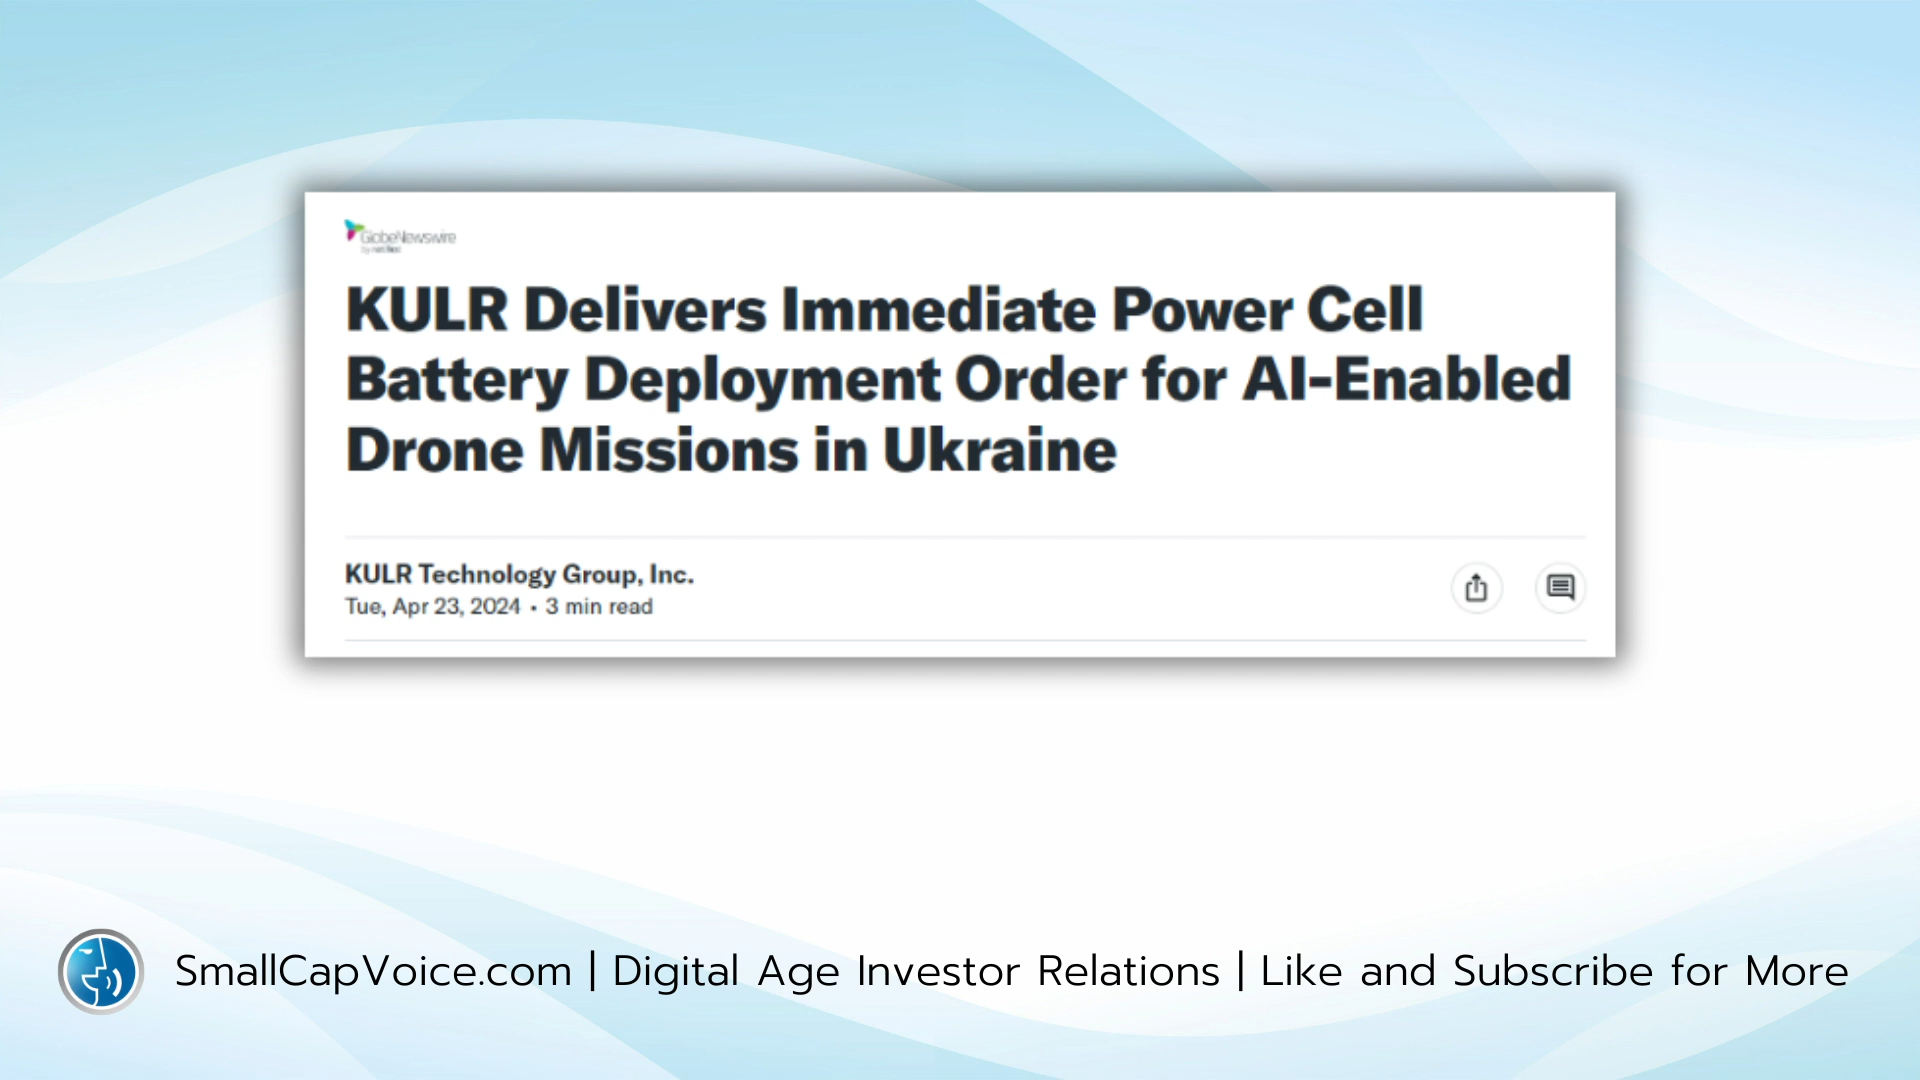 GlobeNewswire
by notified
KULR Delivers Immediate Power Cell
Battery Deployment Order for AI-Enabled
Drone Missions in Ukraine
KULR Technology Group, Inc.
Tue, Apr 23, 2024 • 3 min read
SmallCapVoice.com | Digital Age Investor Relations | Like and Subscribe for More